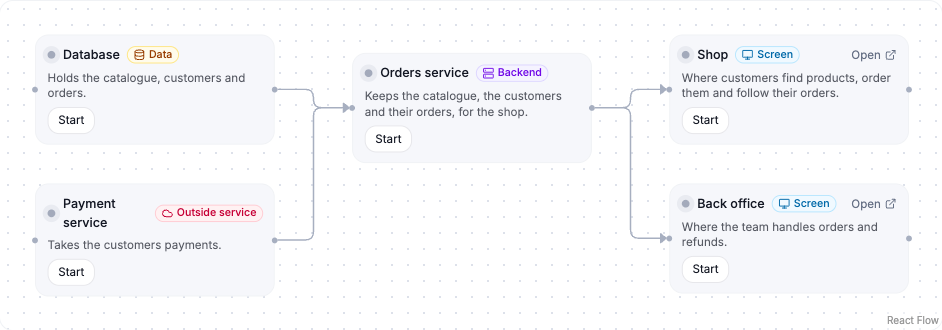 Database
Data
Holds the catalogue, customers and
orders.
Start
Payment
service
Outside service
Takes the customers payments.
Start
Orders service
Backend
Keeps the catalogue, the customers
and their orders, for the shop.
Start
Shop
Screen
Open
Where customers find products, order
them and follow their orders.
Start
Back office
Screen
Open
Where the team handles orders and
refunds.
Start
React Flow